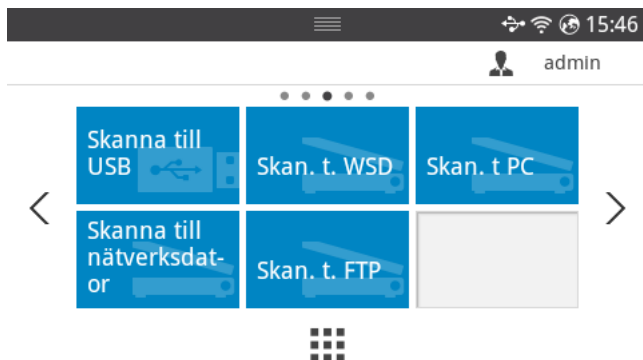 15:46
admin
Skanna till
USB
Skan. t. WSD
Skan. t PC
Skanna till
nätverksdat-
or
Skan. t. FTP